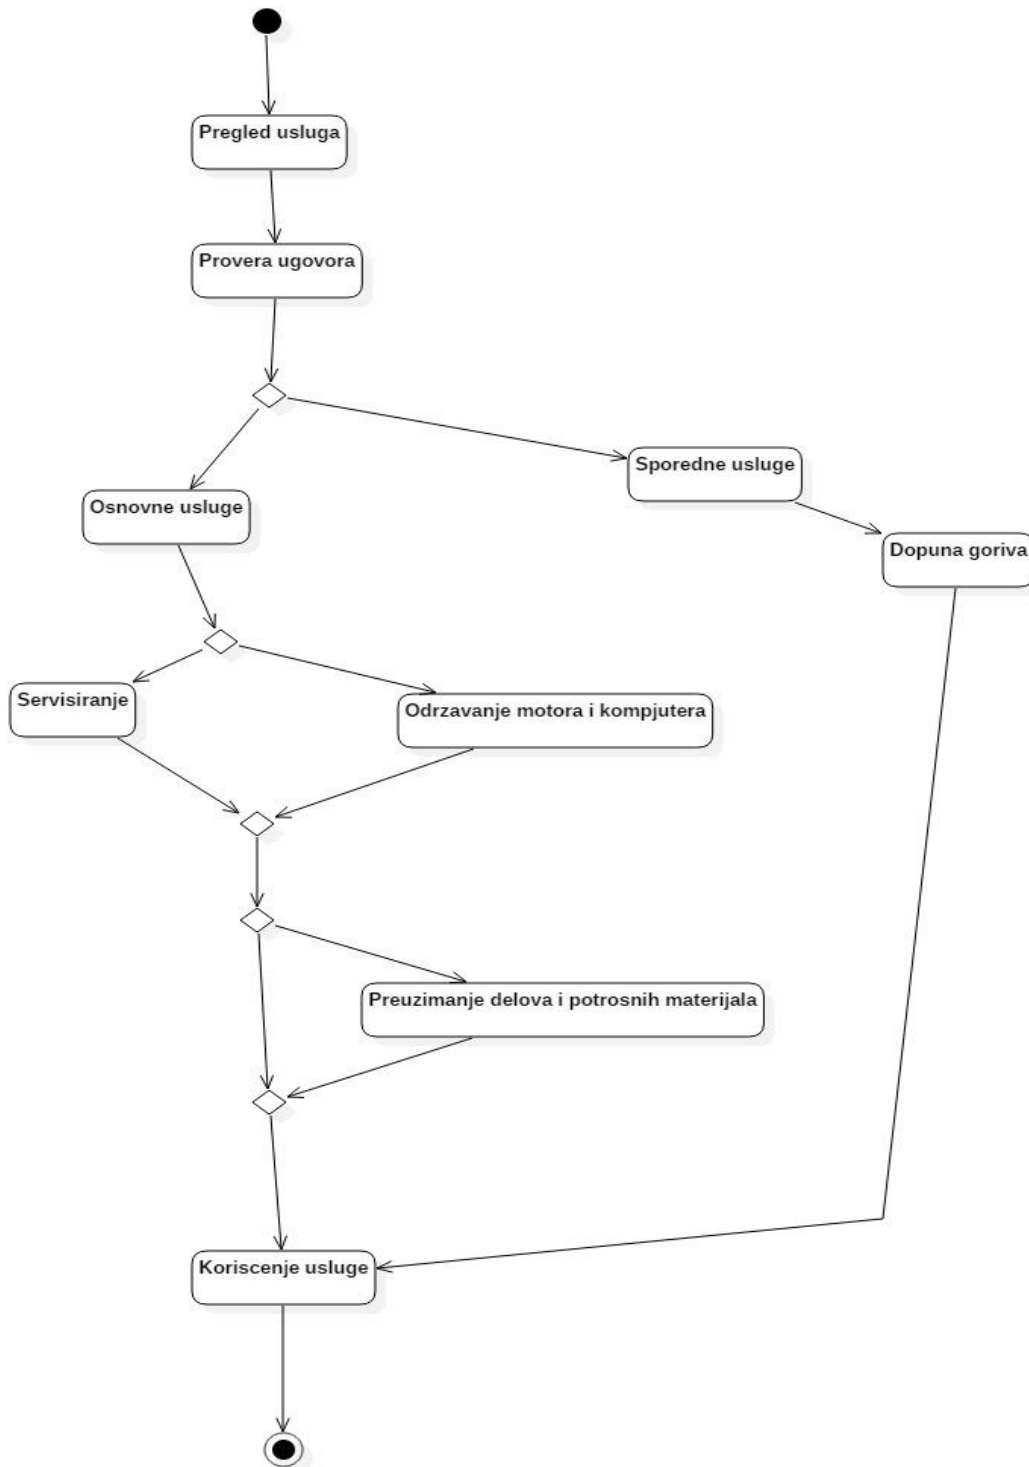 Pregled usluga
Provera ugovora
Sporedne usluge
Osnovne usluge
Dopuna goriva
Servisiranje
Odrzavanje motora i kompjutera
Preuzimanje delova i potrosnih materijala
Koriscenje usluge